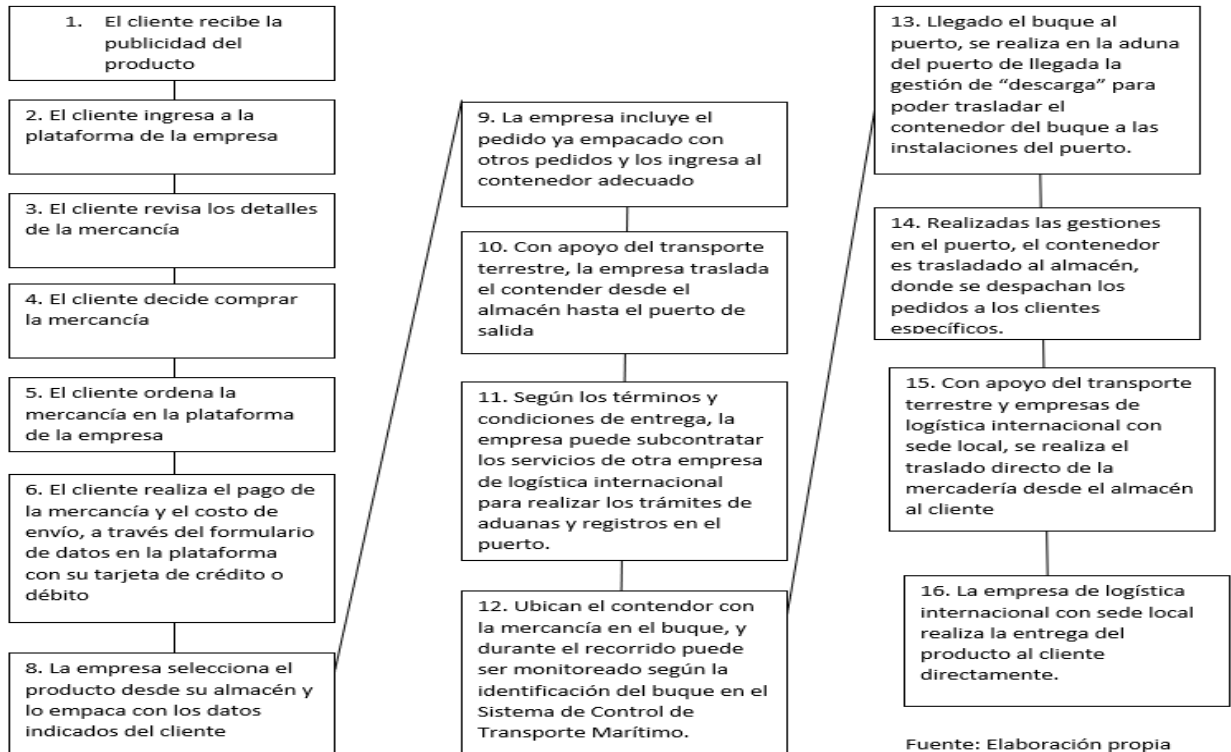 1. El cliente recibe la
publicidad del
producto
2. El cliente ingresa a la
plataforma de la empresa
3. El cliente revisa los detalles
de la mercancía
4. El cliente decide comprar
la mercancía
5. El cliente ordena la
mercancía en la plataforma
de la empresa
6. El cliente realiza el pago de
la mercancía y el costo de
envío, a través del formulario
de datos en la plataforma
con su tarjeta de crédito o
débito
8. La empresa selecciona el
producto desde su almacén y
lo empaca con los datos
indicados del cliente
9. La empresa incluye el
pedido ya empacado con
otros pedidos y los ingresa al
contenedor adecuado
10. Con apoyo del transporte
terrestre, la empresa traslada
el contender desde el
almacén hasta el puerto de
salida
11. Según los términos y
condiciones de entrega, la
empresa puede subcontratar
los servicios de otra empresa
de logística internacional
para realizar los trámites de
aduanas y registros en el
puerto.
12. Ubican el contendor con
la mercancía en el buque, y
durante el recorrido puede
ser monitoreado según la
identificación del buque en el
Sistema de Control de
Transporte Marítimo.
13. Llegado el buque al
puerto, se realiza en la aduna
del puerto de llegada la
gestión de “descarga” para
poder trasladar el
contenedor del buque a las
instalaciones del puerto.
14. Realizadas las gestiones
en el puerto, el contenedor
es trasladado al almacén,
donde se despachan los
pedidos a los clientes
específicos.
15. Con apoyo del transporte
terrestre y empresas de
logística internacional con
sede local, se realiza el
traslado directo de la
mercadería desde el almacén
al cliente
16. La empresa de logística
internacional con sede local
realiza la entrega del
producto al cliente
directamente.
Fuente: Elaboración propia